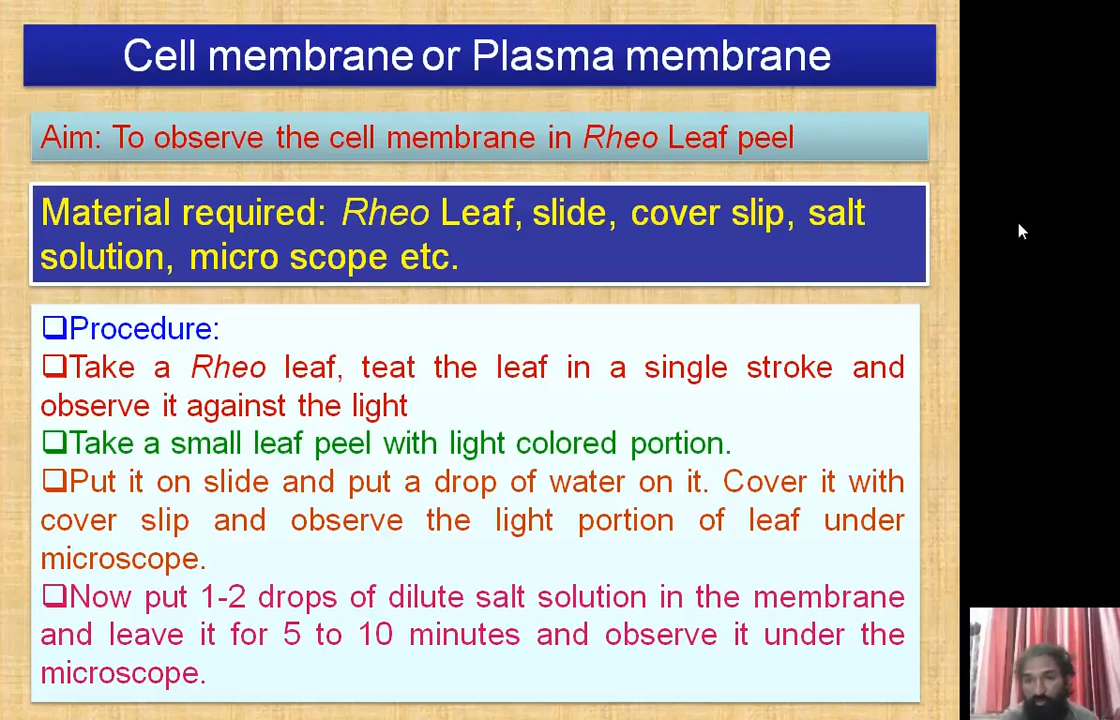 Cell membrane or Plasma membrane
Aim: To observe the cell membrane in Rheo Leaf peel
Material required: Rheo Leaf, slide, cover slip, salt
solution, micro scope etc.
❑Procedure:
❑Take a Rheo leaf, teat the leaf in a single stroke and
observe it against the light
❑Take a small leaf peel with light colored portion.
❑Put it on slide and put a drop of water on it. Cover it with
cover slip and observe the light portion of leaf under
microscope.
❑Now put 1-2 drops of dilute salt solution in the membrane
and leave it for 5 to 10 minutes and observe it under the
microscope.